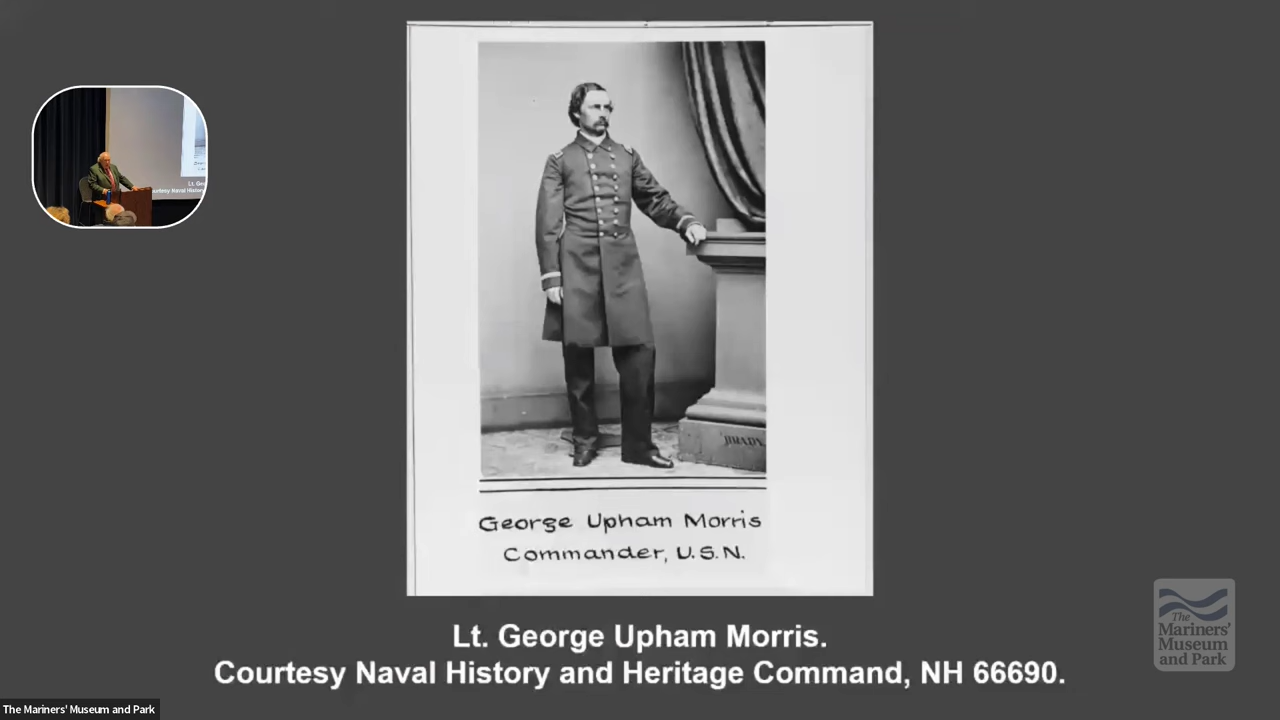 BRADY
George Upham Morris
Commander, U.S.N.
Lt. George Upham Morris.
Courtesy Naval History and Heritage Command, NH 66690.
The
Mariners'
Museum
and Park
The Mariners' Museum and Park